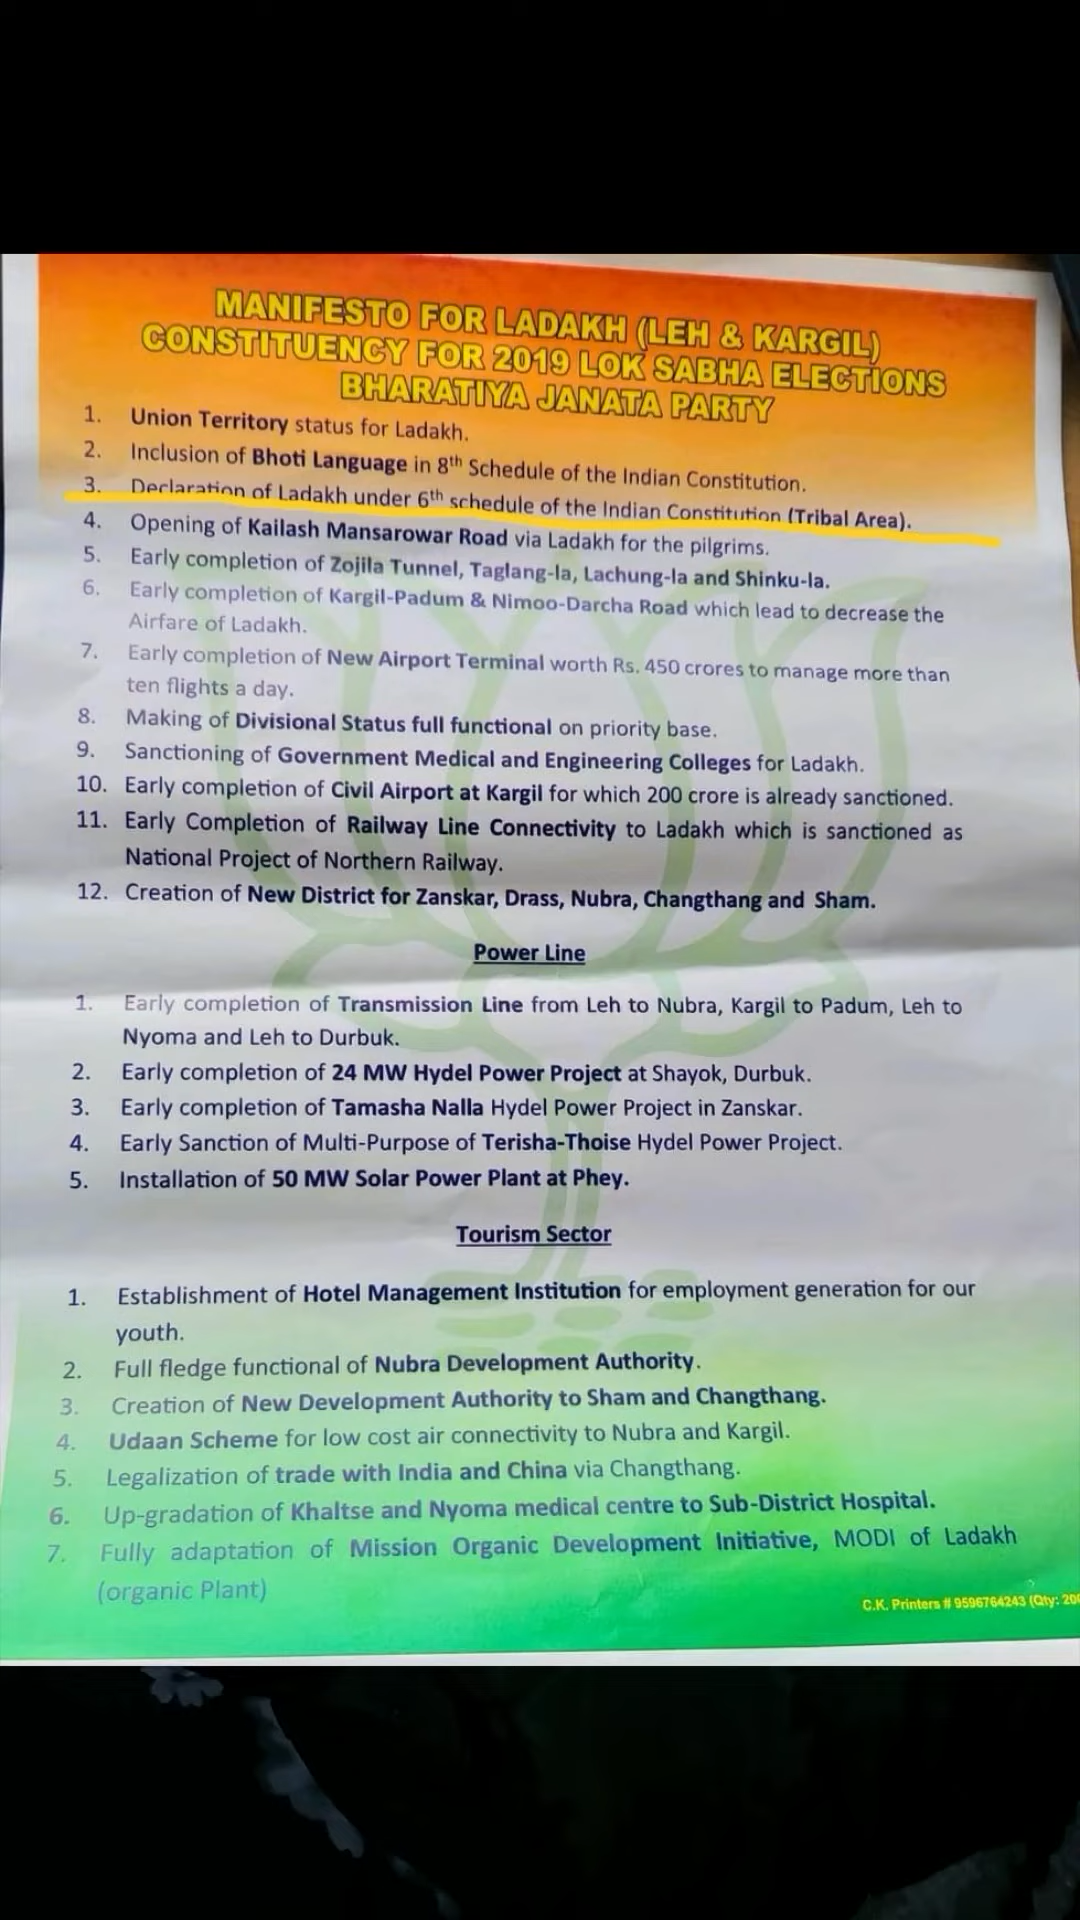 MANIFESTO FOR LADAKH (LEH & KARGIL)
CONSTITUENCY FOR 2019 LOK SABHA ELECTIONS
BHARATIYA JANATA PARTY
1. Union Territory status for Ladakh.
2. Inclusion of Bhoti Language in 8th Schedule of the Indian Constitution.
3. Declaration of Ladakh under 6th schedule of the Indian Constitution (Tribal Area).
4. Opening of Kailash Mansarowar Road via Ladakh for the pilgrims.
5. Early completion of Zojila Tunnel, Taglang-la, Lachung-la and Shinku-la.
6. Early completion of Kargil-Padum & Nimoo-Darcha Road which lead to decrease the
Airfare of Ladakh.
7. Early completion of New Airport Terminal worth Rs. 450 crores to manage more than
ten flights a day.
8. Making of Divisional Status full functional on priority base.
9. Sanctioning of Government Medical and Engineering Colleges for Ladakh.
10. Early completion of Civil Airport at Kargil for which 200 crore is already sanctioned.
11. Early Completion of Railway Line Connectivity to Ladakh which is sanctioned as
National Project of Northern Railway.
12. Creation of New District for Zanskar, Drass, Nubra, Changthang and Sham.
Power Line
1. Early completion of Transmission Line from Leh to Nubra, Kargil to Padum, Leh to
Nyoma and Leh to Durbuk.
2. Early completion of 24 MW Hydel Power Project at Shayok, Durbuk.
3. Early completion of Tamasha Nalla Hydel Power Project in Zanskar.
4. Early Sanction of Multi-Purpose of Terisha-Thoise Hydel Power Project.
5. Installation of 50 MW Solar Power Plant at Phey.
Tourism Sector
1. Establishment of Hotel Management Institution for employment generation for our
youth.
2. Full fledge functional of Nubra Development Authority.
3. Creation of New Development Authority to Sham and Changthang.
4. Udaan Scheme for low cost air connectivity to Nubra and Kargil.
5. Legalization of trade with India and China via Changthang.
6. Up-gradation of Khaltse and Nyoma medical centre to Sub-District Hospital.
7. Fully adaptation of Mission Organic Development Initiative, MODI of Ladakh
(organic Plant)
C.K. Printers # 9596764243 (Qty: